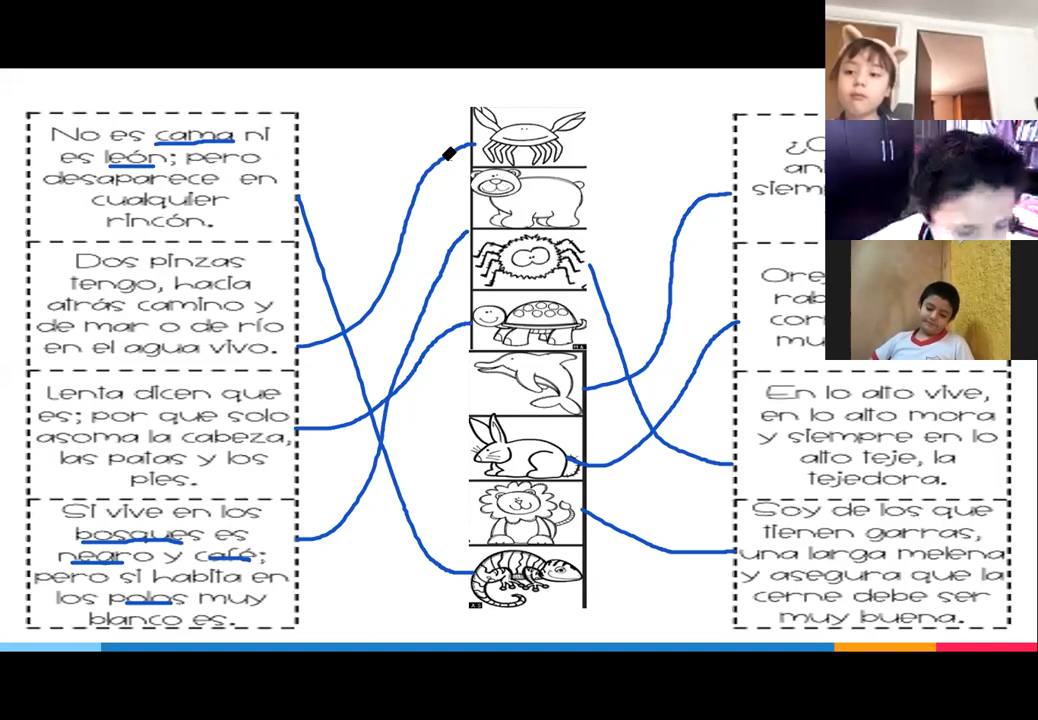 No es cama ni
es león; pero
desaparece en
cualquier
rincón.
Dos pinzas
tengo, hacia
atrás camino y
de mar o de río
en el agua vivo.
Lenta dicen que
es; por que solo
asoma la cabeza,
las patas y los
pies.
Si vive en los
bosques es
negro y café;
pero si habita en
los polos muy
blanco es.
En lo alto vive,
en lo alto mora
y siempre en lo
alto teje, la
tejedora.
Soy de los que
tienen garras,
una larga melena
y asegura que la
cerne debe ser
muy buena.